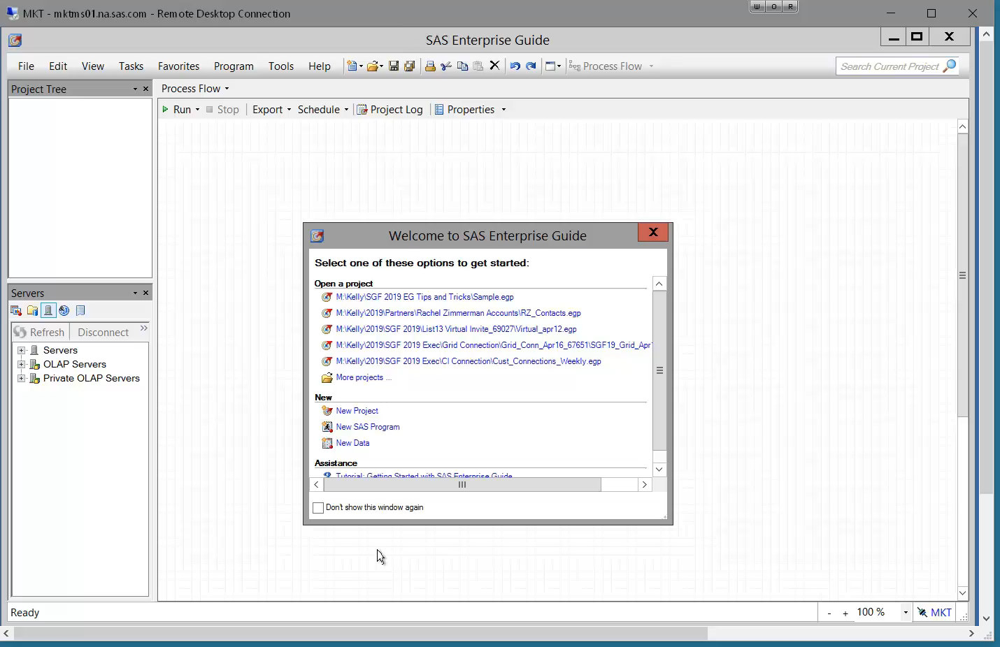 MKT - mktms01.na.sas.com - Remote Desktop Connection
W O R
SAS Enterprise Guide
File Edit View Tasks Favorites Program Tools Help Process Flow Search Current Project
Project Tree
Process Flow
Run Stop Export Schedule Project Log Properties
Welcome to SAS Enterprise Guide X
Select one of these options to get started:
Open a project
M:\Kelly\SGF 2019 EG Tips and Tricks\Sample.egp
M:\Kelly\2019\Partners\Rachel Zimmerman Accounts\RZ_Contacts.egp
M:\Kelly\2019\SGF 2019\List13 Virtual Invite_69027\Virtual_apr12.egp
M:\Kelly\2019\SGF 2019 Exec\Grid Connection\Grid_Conn_Apr16_67651\SGF19_Grid_Apr
M:\Kelly\2019\SGF 2019 Exec\CI Connection\Cust_Connections_Weekly.egp
More projects ...
New
New Project
New SAS Program
New Data
Assistance
Tutorial: Getting Started with SAS Enterprise Guide
Don't show this window again
Servers
Refresh Disconnect
Servers
OLAP Servers
Private OLAP Servers
Ready
- + 100 % MKT